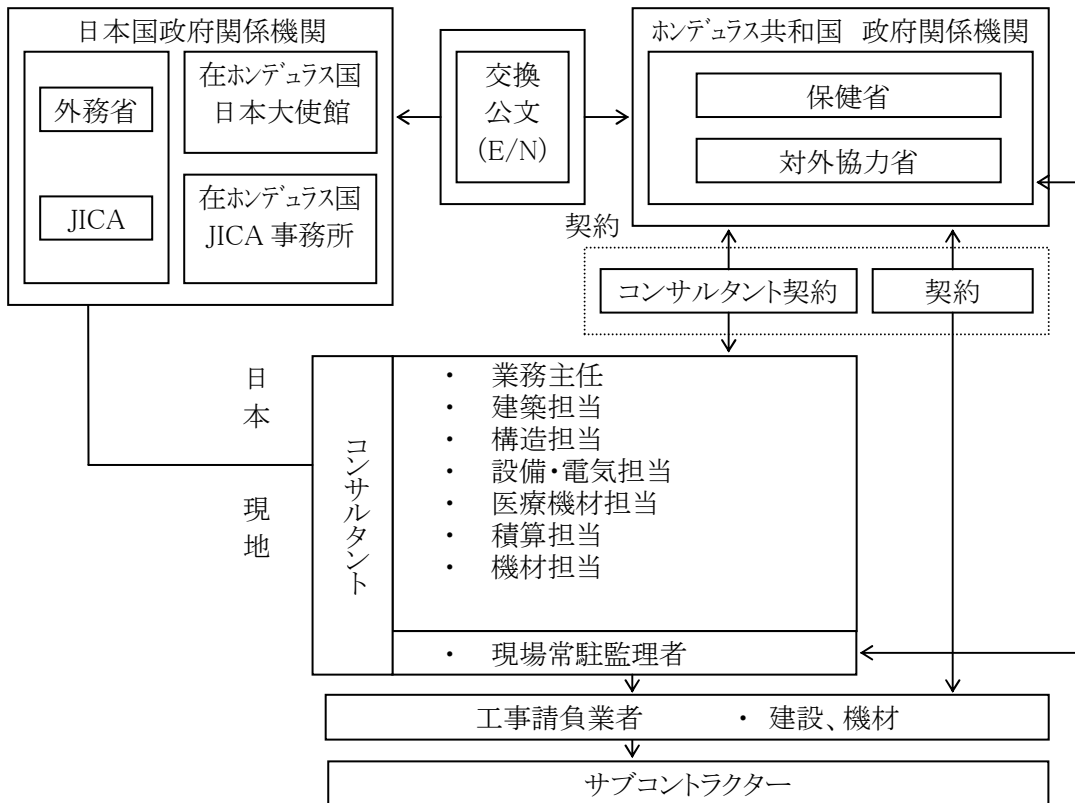 日本国政府関係機関
外務省
JICA
在ホンデュラス国
日本大使館
在ホンデュラス国
JICA 事務所
交換
公文
(E/N)
ホンデュラス共和国 政府関係機関
保健省
対外協力省
契約
コンサルタント契約
契約
日本
現地
コンサルタント
・ 業務主任
・ 建築担当
・ 構造担当
・ 設備・電気担当
・ 医療機材担当
・ 積算担当
・ 機材担当
・ 現場常駐監理者
工事請負業者 ・ 建設、機材
サブコントラクター